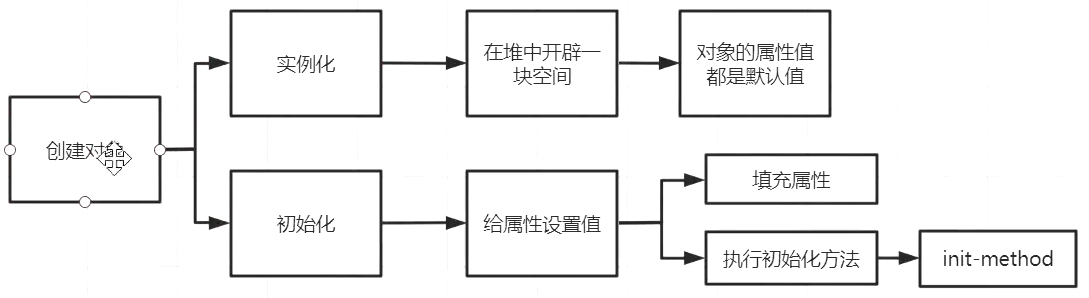 实例化
在堆中开辟一
块空间
对象的属性值
都是默认值
创建对
初始化
给属性设置值
填充属性
执行初始化方法
init-method